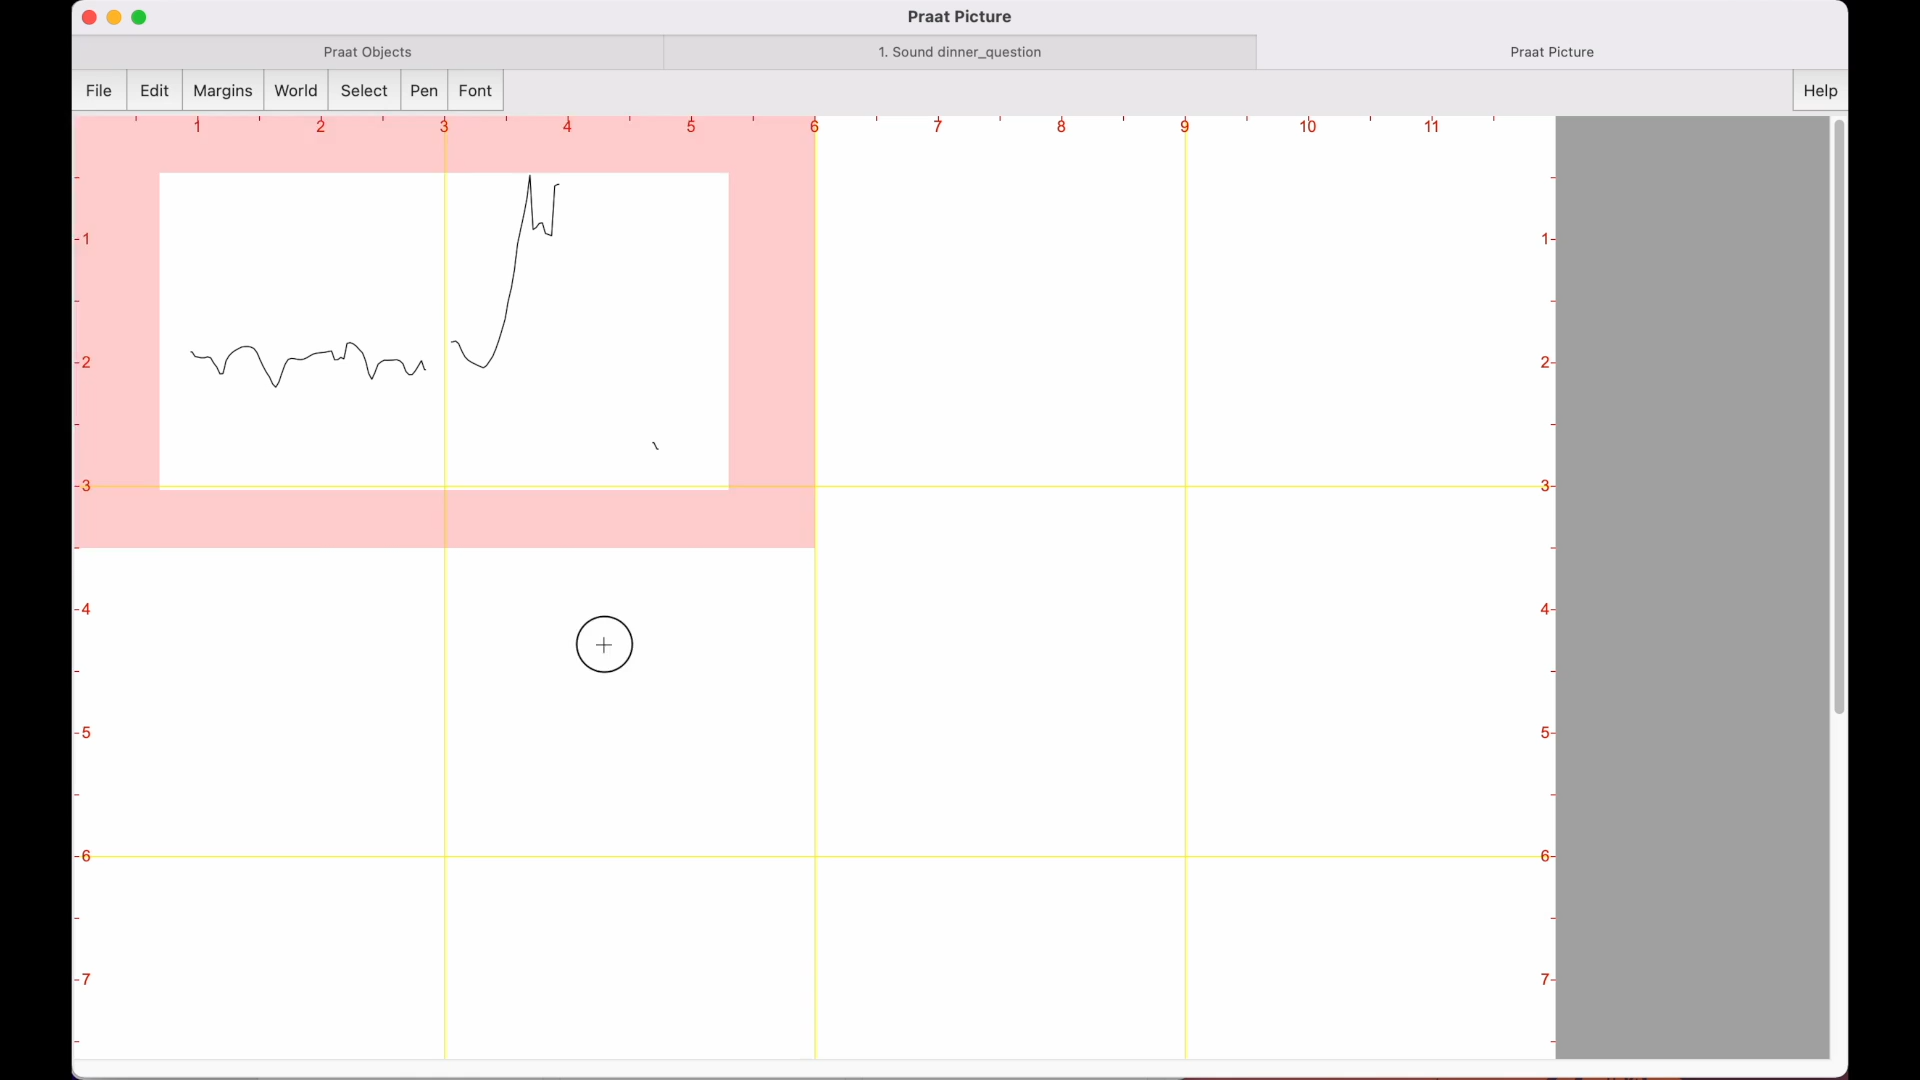 Praat Picture
Praat Objects 1. Sound dinner_question Praat Picture
File Edit Margins World Select Pen Font Help
1 2 3 4 5 6 7 8 9 10 11
1 1
2 2
3 3
4 4
5 5
6 6
7 7